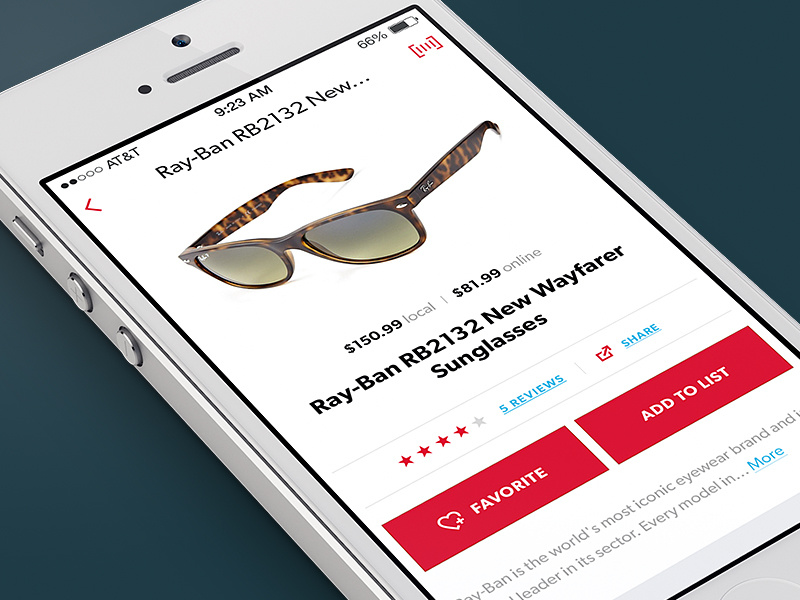 AT&T 9:23 AM 66%
Ray-Ban RB2132 New...
Ray-Ban
$150.99 local | $81.99 online
Ray-Ban RB2132 New Wayfarer
Sunglasses
5 REVIEWS
SHARE
FAVORITE
ADD TO LIST
Ray-Ban is the world's most iconic eyewear brand and
leader in its sector. Every model in... More